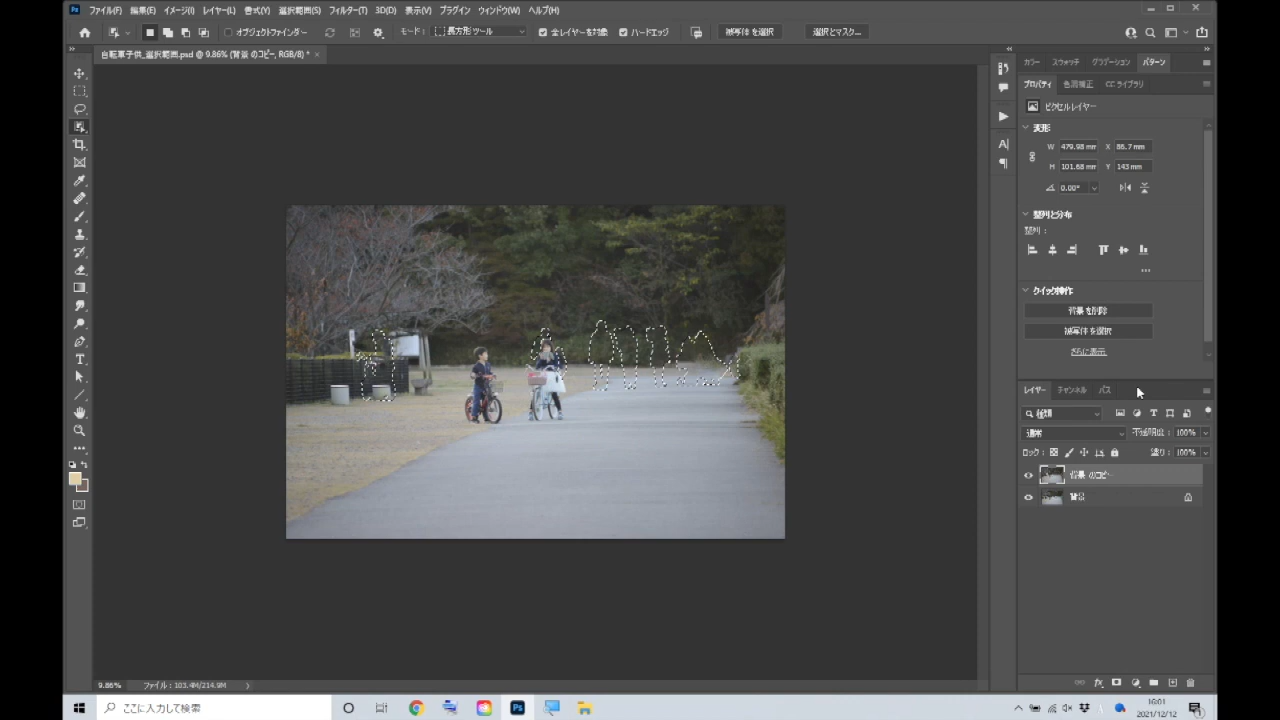 Ps ファイル(F) 編集(E) イメージ(I) レイヤー(L) 書式(Y) 選択範囲(S) フィルター(T) 3D(D) 表示(V) プラグイン ウィンドウ(W) ヘルプ(H)
オブジェクトファインダー モード: 長方形ツール 全レイヤーを対象 ハードエッジ 被写体を選択 選択とマスク...
自転車子供_選択範囲.psd @ 9.86% (背景 のコピー, RGB/8) * ×
カラー スウォッチ グラデーション パターン
プロパティ 色調補正 CC ライブラリ
ピクセルレイヤー
変形
W 479.98 mm X 86.7 mm
H 101.68 mm Y 143 mm
0.00°
整列と分布
整列:
クイック操作
背景を削除
被写体を選択
さらに表示
レイヤー チャンネル パス
種類
通常 不透明度: 100%
ロック: 塗り: 100%
背景 のコピー
背景
9.86% ファイル: 103.4M/214.9M
ここに入力して検索
Ps
16:01
2021/12/12
1